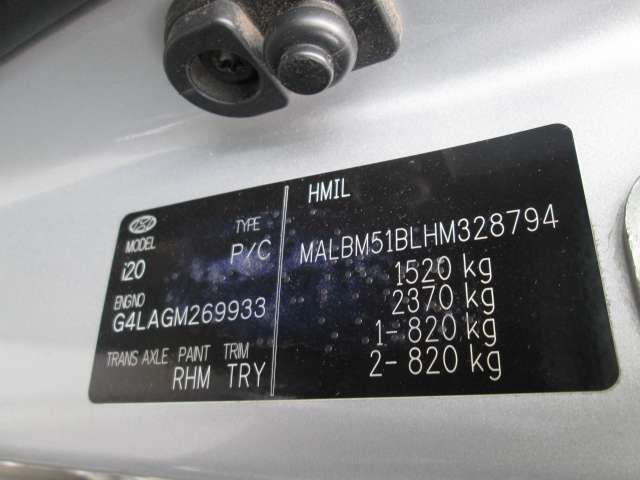 TYPE
MODEL
i20 P/C
ENGNO
G4LAGM269933
TRANS AXLE PAINT TRIM
RHM TRY
HMIL
MALBM51BLHM328794
1520 kg
2370 kg
1- 820 kg
2- 820 kg